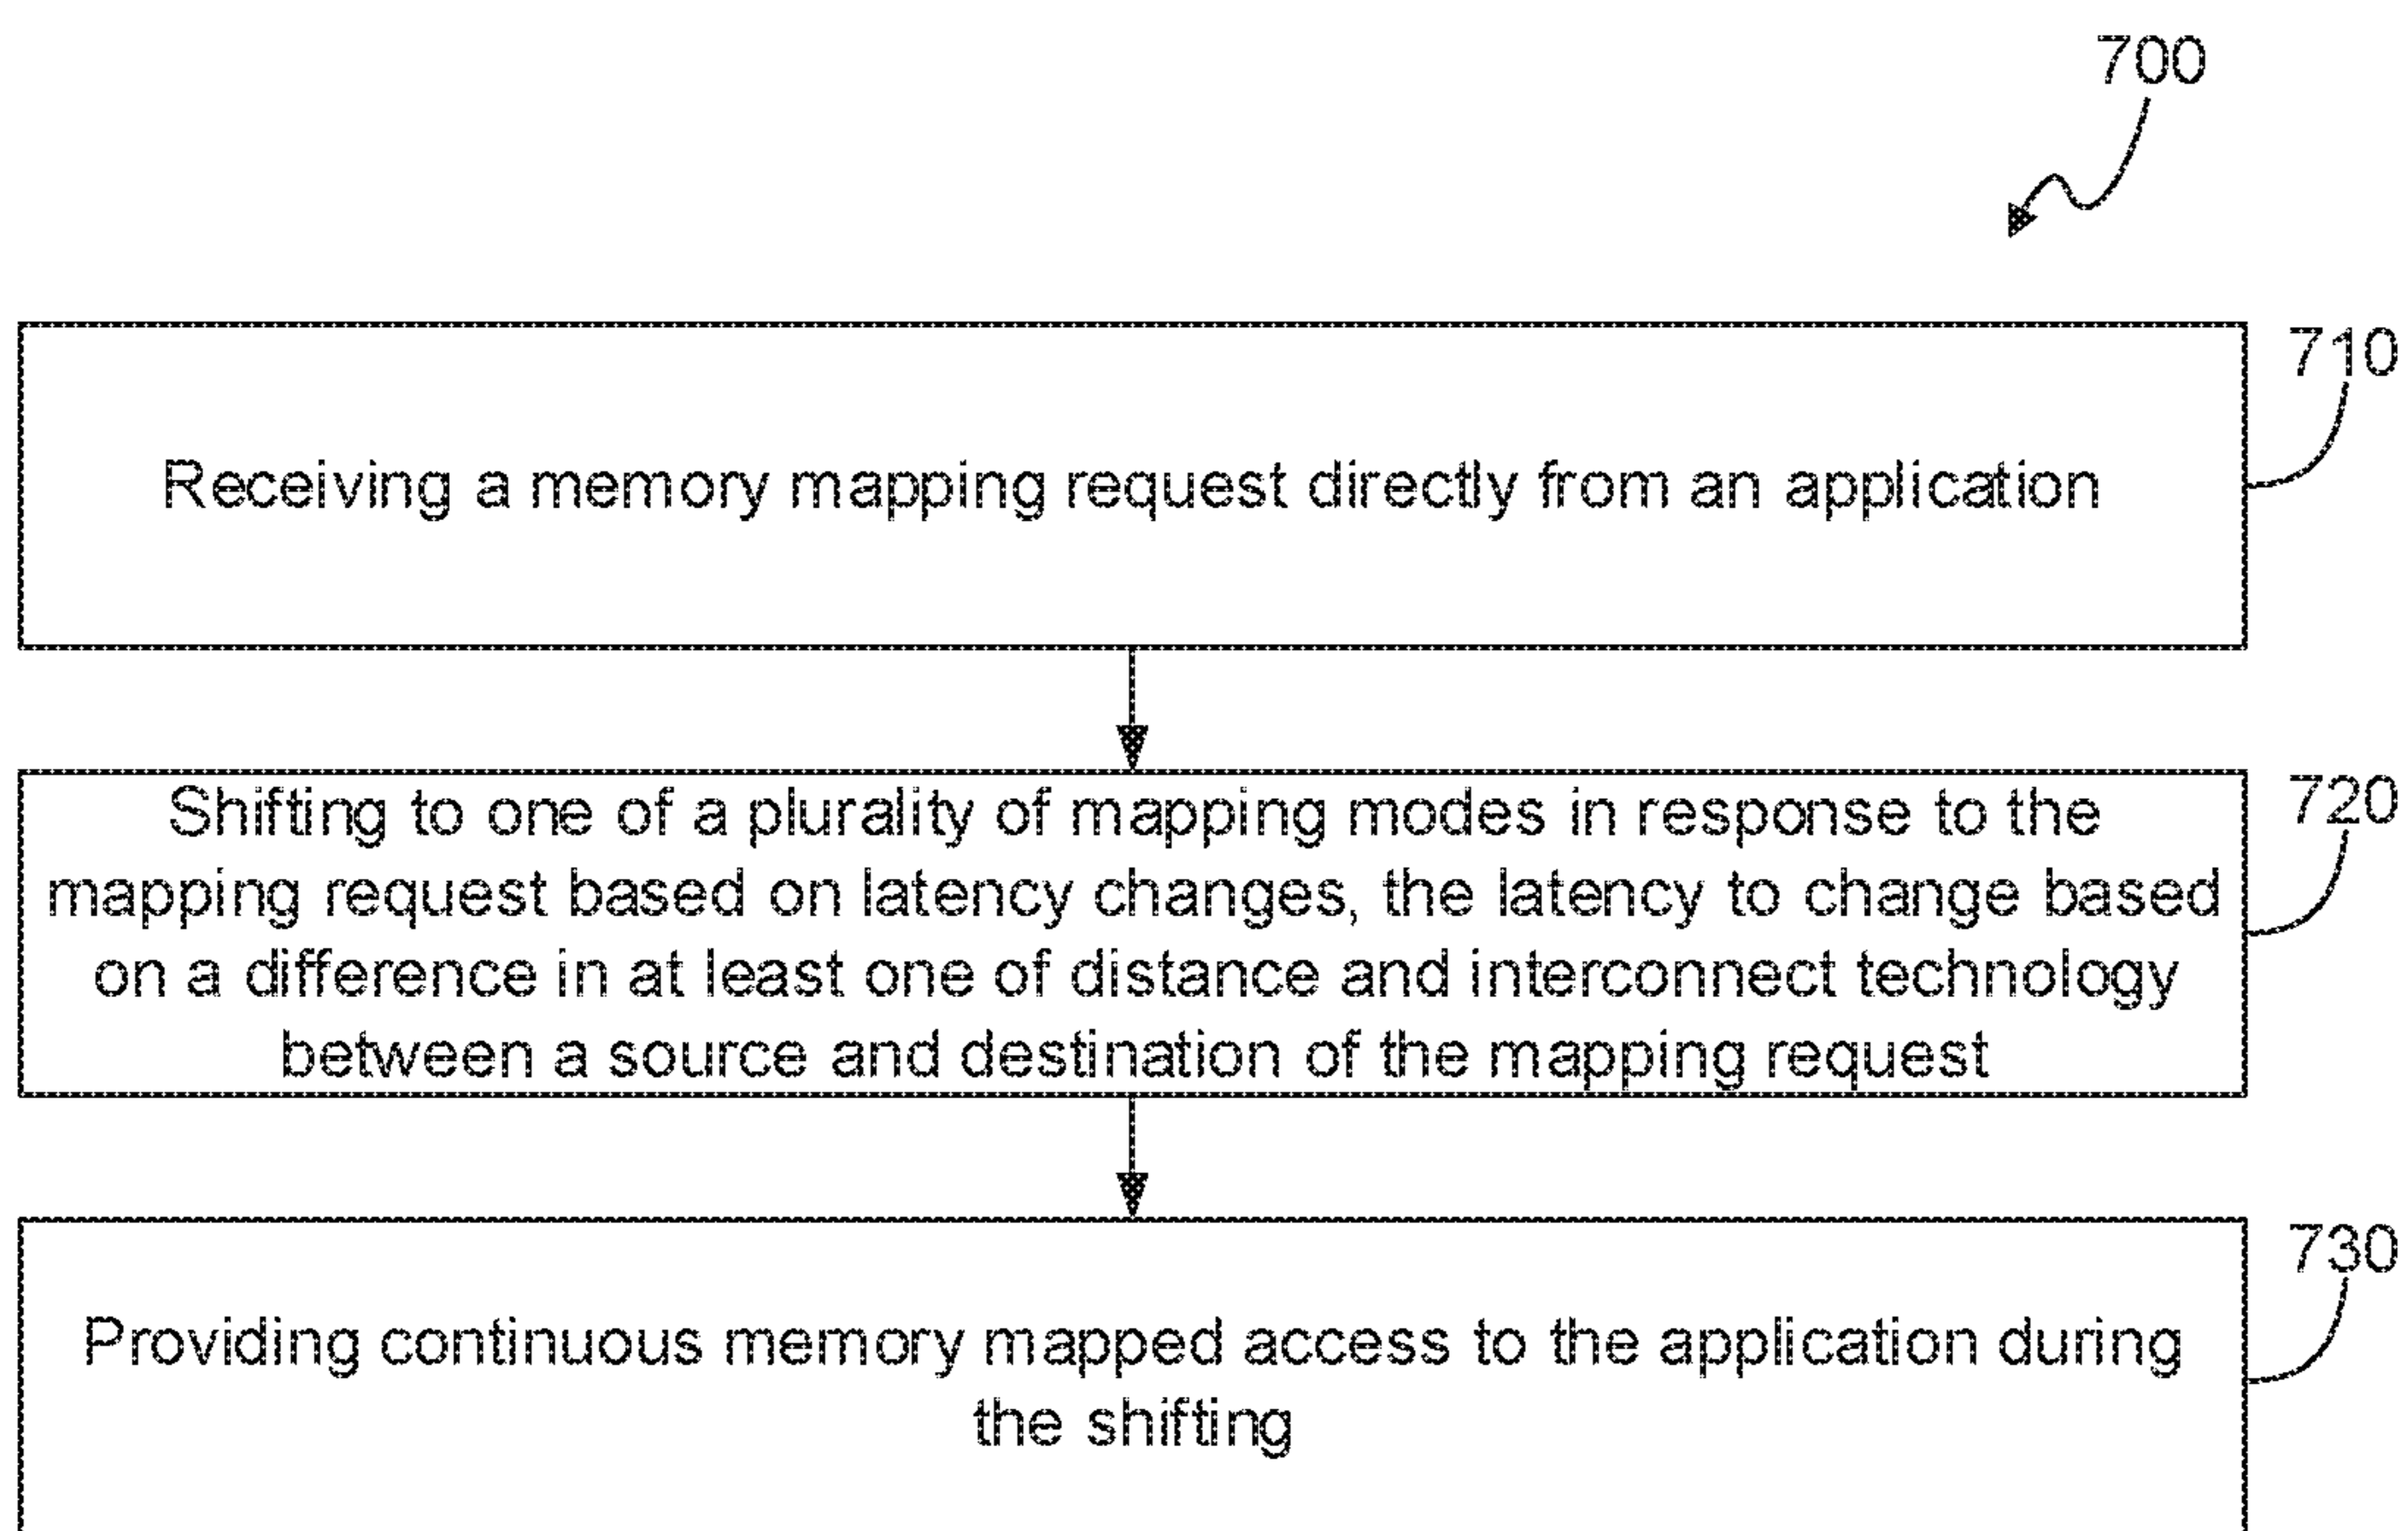 700
710
Receiving a memory mapping request directly from an application
720
Shifting to one of a plurality of mapping modes in response to the
mapping request based on latency changes, the latency to change based
on a difference in at least one of distance and interconnect technology
between a source and destination of the mapping request
730
Providing continuous memory mapped access to the application during
the shifting